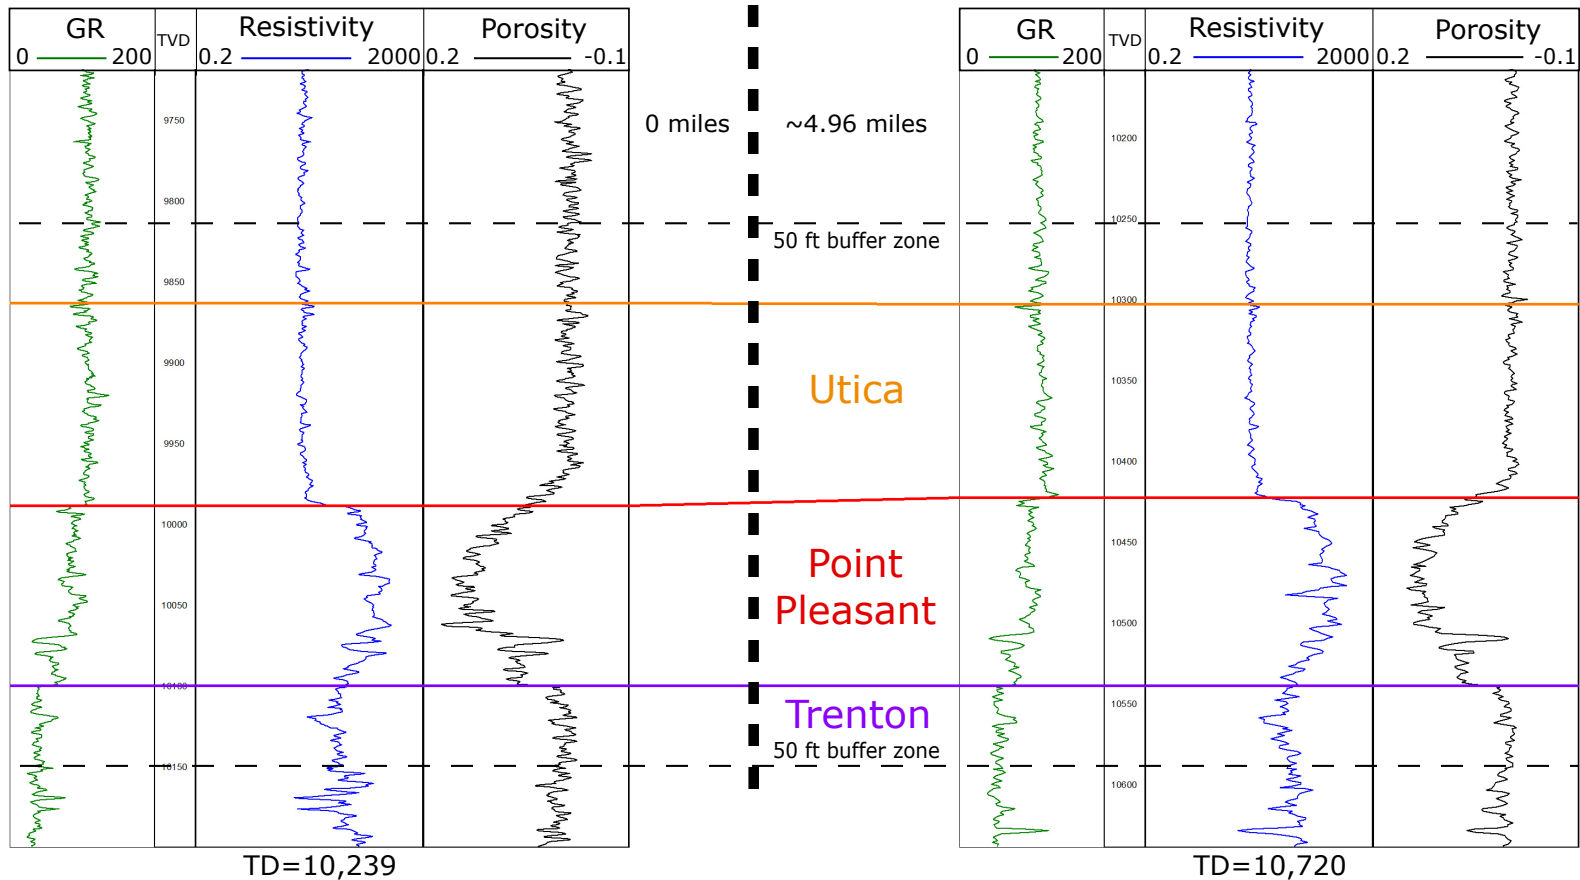 GR TVD Resistivity Porosity
0 200 0.2 2000 0.2 -0.1
GR TVD Resistivity Porosity
0 200 0.2 2000 0.2 -0.1
0 miles ~4.96 miles
9750
9800
9850
9900
9950
10000
10050
10100
10150
50 ft buffer zone
Utica
Point
Pleasant
Trenton
50 ft buffer zone
10200
10250
10300
10350
10400
10450
10500
10550
10600
TD=10,239
TD=10,720